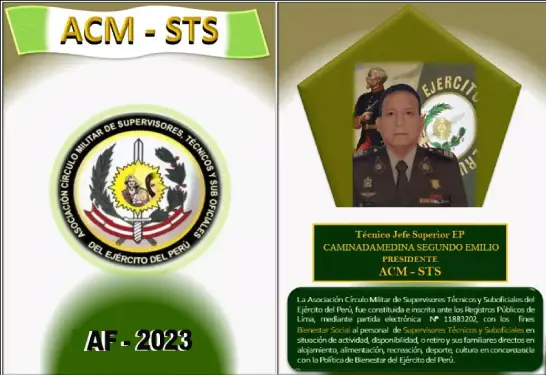 ACM - STS
ASOCIACIÓN CÍRCULO MILITAR DE SUPERVISORES, TÉCNICOS Y SUB OFICIALES
DEL EJÉRCITO DEL PERÚ
AF - 2023
EJERCITO
Técnico Jefe Superior EP
CAMINADAMEDINA SEGUNDO EMILIO
PRESIDENTE
ACM - STS
La Asociación Círculo Militar de Supervisores Técnicos y Suboficiales del
Ejército del Perú, fue constituida e inscrita ante los Registros Públicos de
Lima, mediante partida electrónica Nº 11883202, con los fines
Bienestar Social al personal de Supervisores Técnicos y Suboficiales en
situación de actividad, disponibilidad, o retiro y sus familiares directos en
alojamiento, alimentación, recreación, deporte, cultura en concordancia
con la Política de Bienestar del Ejército del Perú.